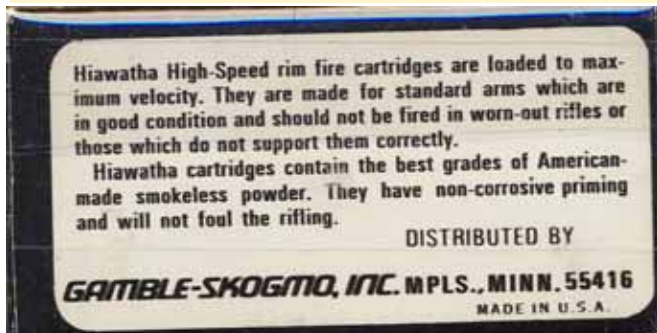 Hiawatha High-Speed rim fire cartridges are loaded to max-
imum velocity. They are made for standard arms which are
in good condition and should not be fired in worn-out rifles or
those which do not support them correctly.
Hiawatha cartridges contain the best grades of American-
made smokeless powder. They have non-corrosive priming
and will not foul the rifling.
DISTRIBUTED BY
GAMBLE-SKOGMO, INC. MPLS., MINN. 55416
MADE IN U.S.A.